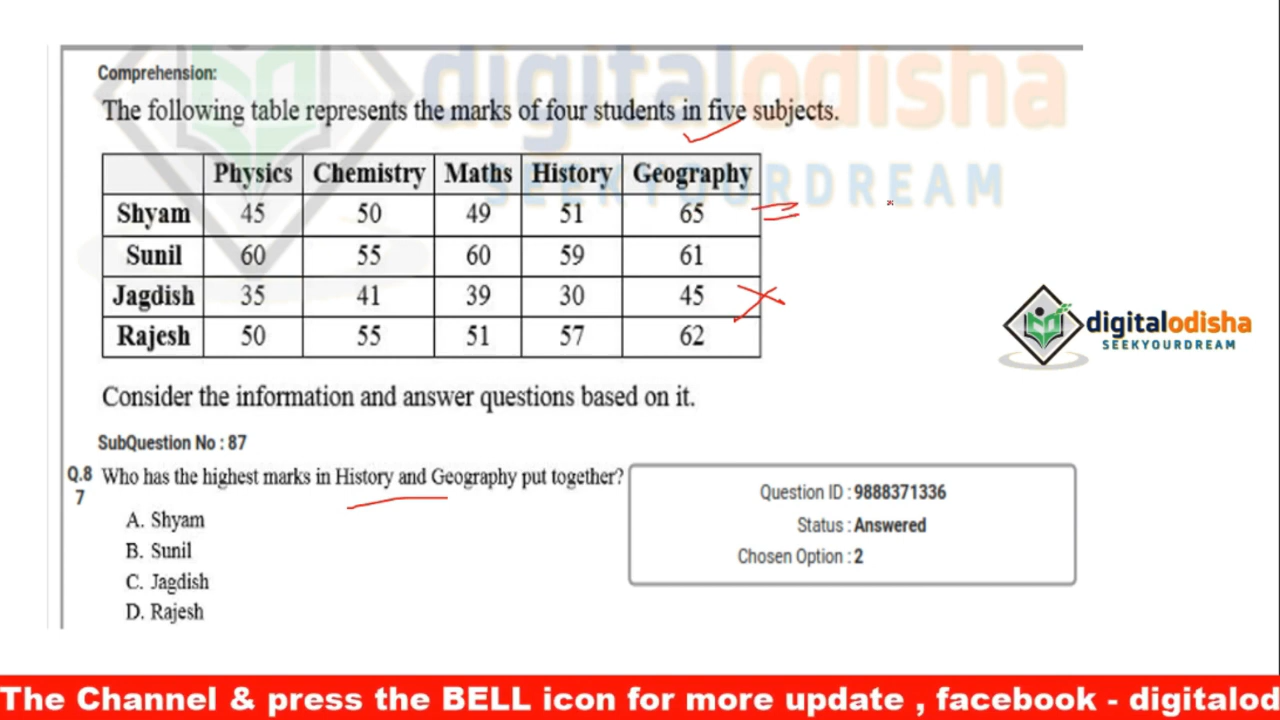 digitalodisha
SEEKYOURDREAM
Comprehension:
The following table represents the marks of four students in five subjects.
Physics Chemistry Maths History Geography
Shyam 45 50 49 51 65
Sunil 60 55 60 59 61
Jagdish 35 41 39 30 45
Rajesh 50 55 51 57 62
digitalodisha
SEEKYOURDREAM
Consider the information and answer questions based on it.
SubQuestion No : 87
Q.8 Who has the highest marks in History and Geography put together?
7
A. Shyam
B. Sunil
C. Jagdish
D. Rajesh
Question ID : 9888371336
Status : Answered
Chosen Option : 2
The Channel & press the BELL icon for more update , facebook - digitalod